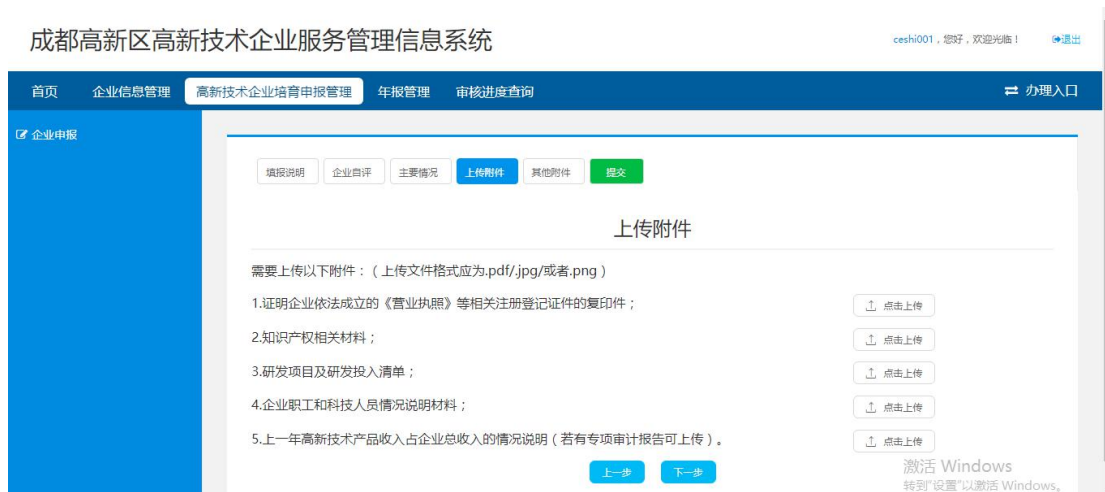 成都高新区高新技术企业服务管理信息系统
ceshi001，您好，欢迎光临！ 退出
首页 企业信息管理 高新技术企业培育申报管理 年报管理 审核进度查询 办理入口
企业申报
填报说明 企业自评 主要情况 上传附件 其他附件 提交
上传附件
需要上传以下附件：（上传文件格式应为.pdf/.jpg/或者.png）
1.证明企业依法成立的《营业执照》等相关注册登记证件的复印件； 点击上传
2.知识产权相关材料； 点击上传
3.研发项目及研发投入清单； 点击上传
4.企业职工和科技人员情况说明材料； 点击上传
5.上一年高新技术产品收入占企业总收入的情况说明（若有专项审计报告可上传）。 点击上传
上一步 下一步
激活 Windows
转到"设置"以激活 Windows。